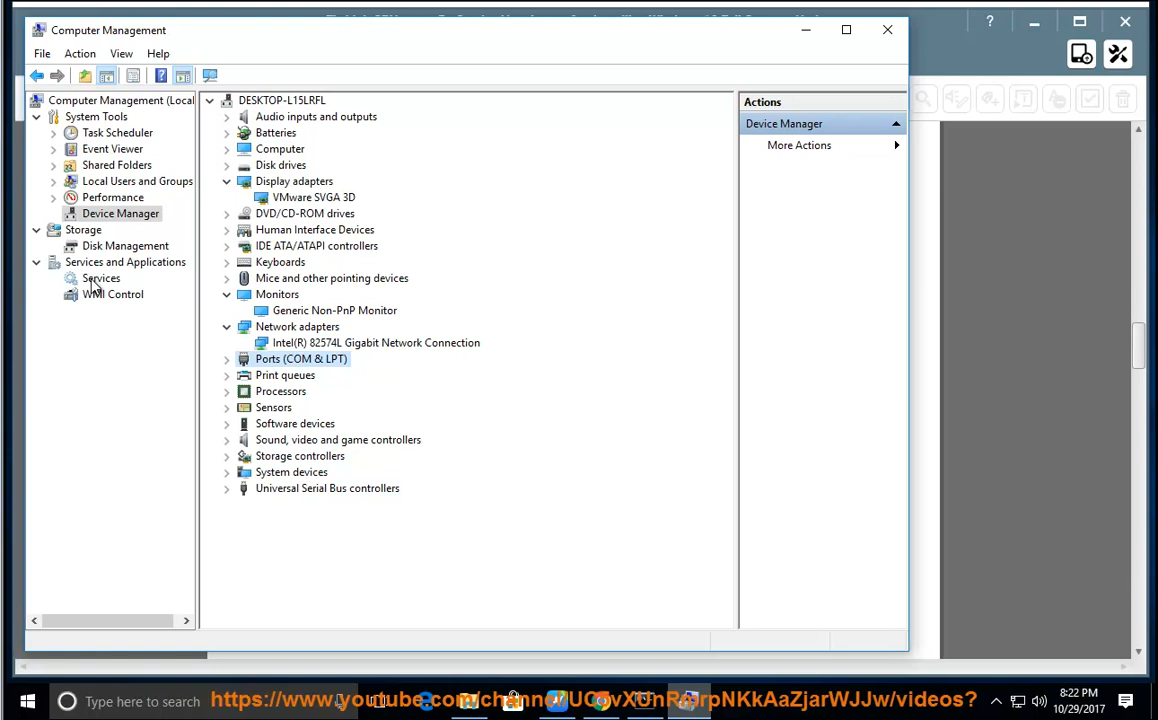 Computer Management
File Action View Help
Computer Management (Local
System Tools
Task Scheduler
Event Viewer
Shared Folders
Local Users and Groups
Performance
Device Manager
Storage
Disk Management
Services and Applications
Services
WMI Control
DESKTOP-L15LRFL
Audio inputs and outputs
Batteries
Computer
Disk drives
Display adapters
VMware SVGA 3D
DVD/CD-ROM drives
Human Interface Devices
IDE ATA/ATAPI controllers
Keyboards
Mice and other pointing devices
Monitors
Generic Non-PnP Monitor
Network adapters
Intel(R) 82574L Gigabit Network Connection
Ports (COM & LPT)
Print queues
Processors
Sensors
Software devices
Sound, video and game controllers
Storage controllers
System devices
Universal Serial Bus controllers
Actions
Device Manager
More Actions
Type here to search
8:22 PM
10/29/2017